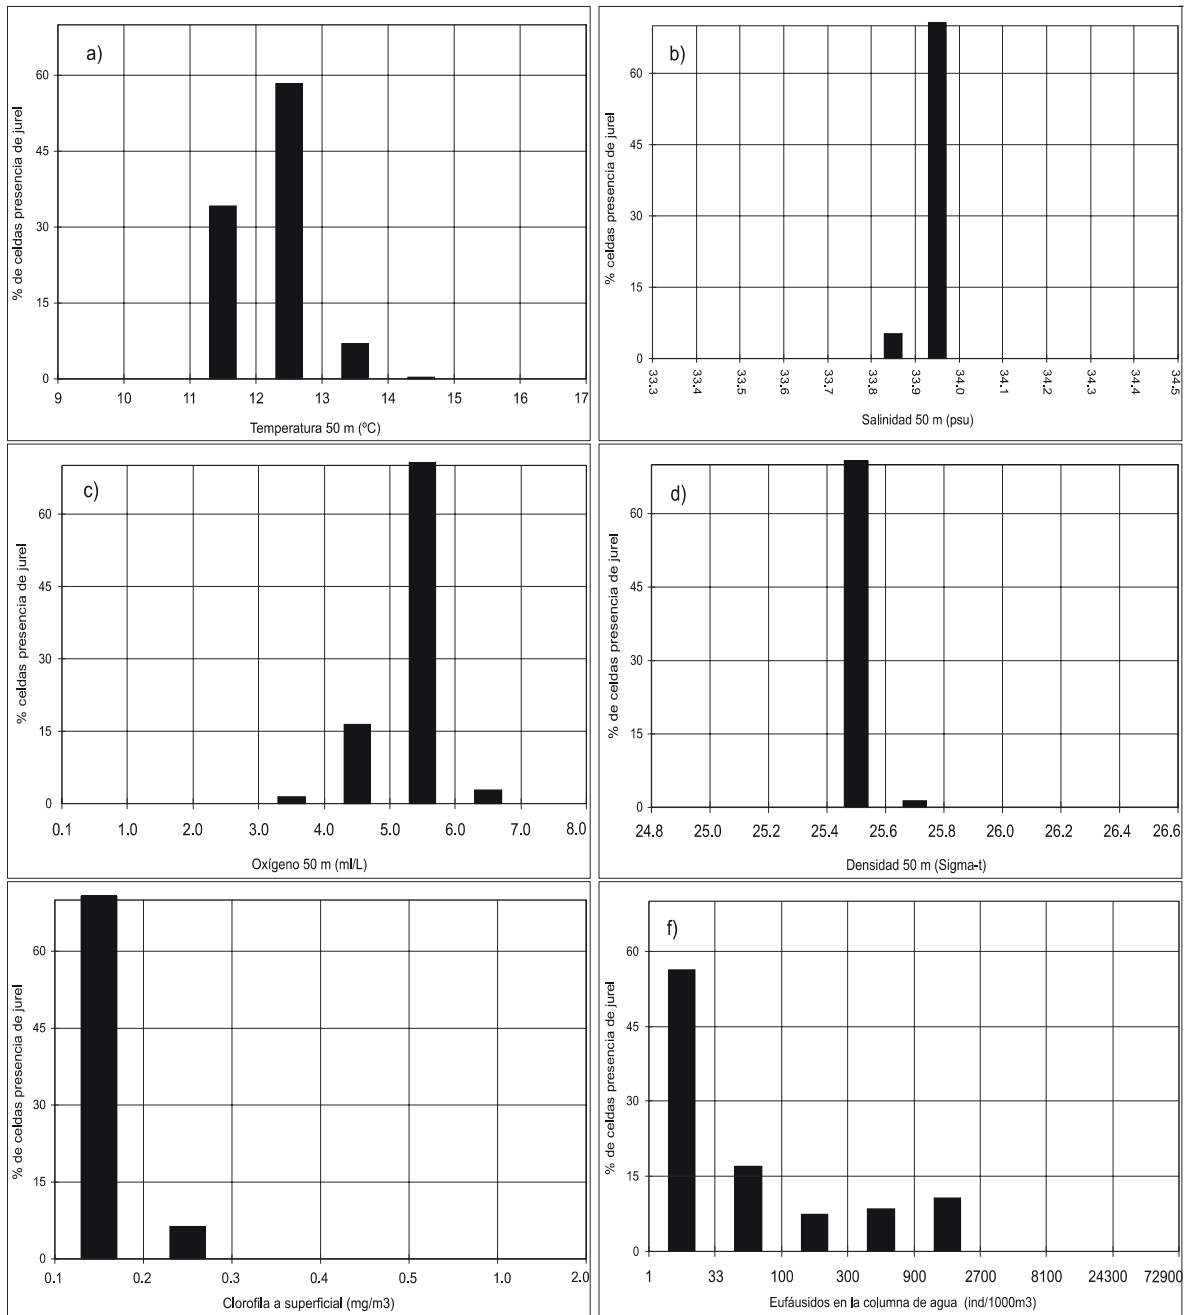 a)
% de celdas presencia de jurel
60
45
30
15
0
9 10 11 12 13 14 15 16 17
Temperatura 50 m (ºC)
b)
% celdas presencia de jurel
60
45
30
15
0
33.3 33.4 33.5 33.6 33.7 33.8 33.9 34.0 34.1 34.2 34.3 34.4 34.5
Salinidad 50 m (psu)
c)
% celdas presencia de jurel
60
45
30
15
0
0.1 1.0 2.0 3.0 4.0 5.0 6.0 7.0 8.0
Oxígeno 50 m (ml/L)
d)
% de celdas presencia de jurel
60
45
30
15
0
24.8 25.0 25.2 25.4 25.6 25.8 26.0 26.2 26.4 26.6
Densidad 50 m (Sigma-t)
% de celdas presencia de jurel
60
45
30
15
0
0.1 0.2 0.3 0.4 0.5 1.0 2.0
Clorofila a superficial (mg/m3)
f)
% de celdas presencia de jurel
60
45
30
15
0
1 33 100 300 900 2700 8100 24300 72900
Eufáusidos en la columna de agua (ind/1000m3)